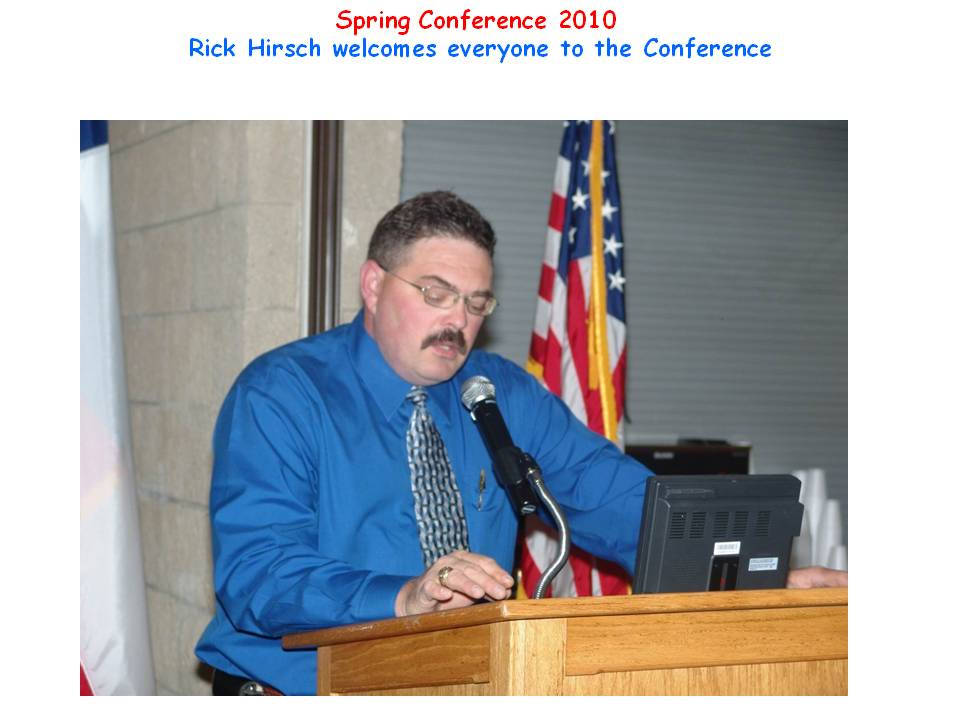 Spring Conference 2010
Rick Hirsch welcomes everyone to the Conference